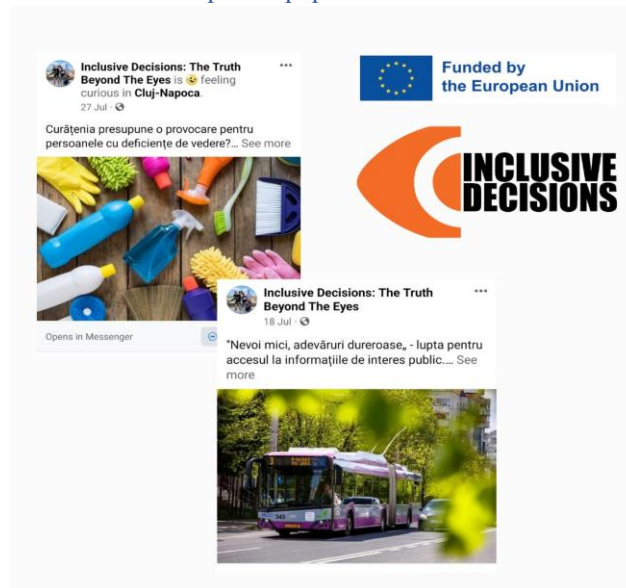 Inclusive Decisions: The Truth
Beyond The Eyes is feeling
curious in Cluj-Napoca.
27 Jul
Curățenia presupune o provocare pentru
persoanele cu deficiențe de vedere?... See more
Opens in Messenger
Funded by
the European Union
INCLUSIVE
DECISIONS
Inclusive Decisions: The Truth
Beyond The Eyes
18 Jul
"Nevoi mici, adevăruri dureroase„ - lupta pentru
accesul la informațiile de interes public.... See
more